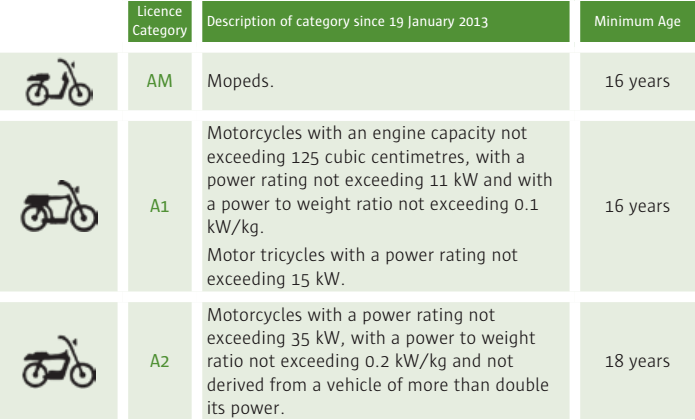 Licence
Category
Description of category since 19 January 2013
Minimum Age
AM
Mopeds.
16 years
A1
Motorcycles with an engine capacity not
exceeding 125 cubic centimetres, with a
power rating not exceeding 11 kW and with
a power to weight ratio not exceeding 0.1
kW/kg.
Motor tricycles with a power rating not
exceeding 15 kW.
16 years
A2
Motorcycles with a power rating not
exceeding 35 kW, with a power to weight
ratio not exceeding 0.2 kW/kg and not
derived from a vehicle of more than double
its power.
18 years